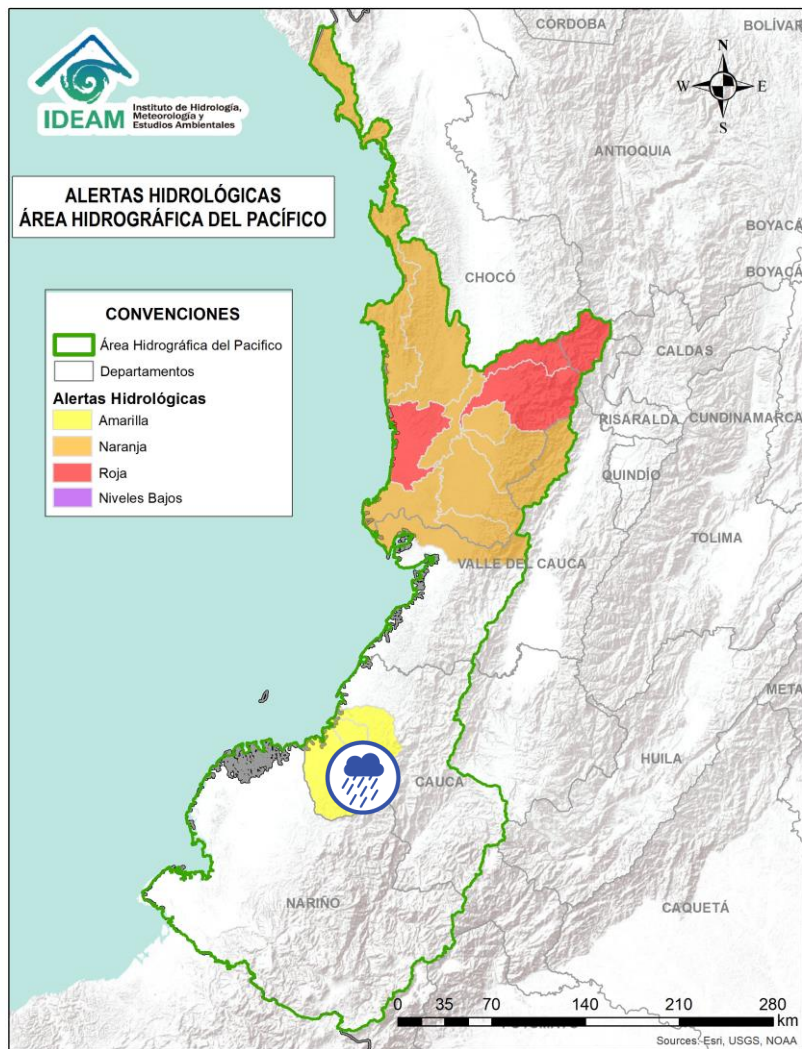 CÓRDOBA
BOLÍVAR
N
W
E
S
IDEAM
Instituto de Hidrología,
Meteorología y
Estudios Ambientales
ANTIOQUIA
ALERTAS HIDROLÓGICAS
ÁREA HIDROGRÁFICA DEL PACÍFICO
BOYACÁ
BOYACÁ
CHOCÓ
CONVENCIONES
Área Hidrográfica del Pacifico
Departamentos
Alertas Hidrológicas
Amarilla
Naranja
Roja
Niveles Bajos
CALDAS
RISARALDA
CUNDINAMARCA
QUINDÍO
TOLIMA
VALLE DEL CAUCA
META
HUILA
CAUCA
NARIÑO
CAQUETÁ
0 35 70 140 210 280
km
Sources: Esri, USGS, NOAA